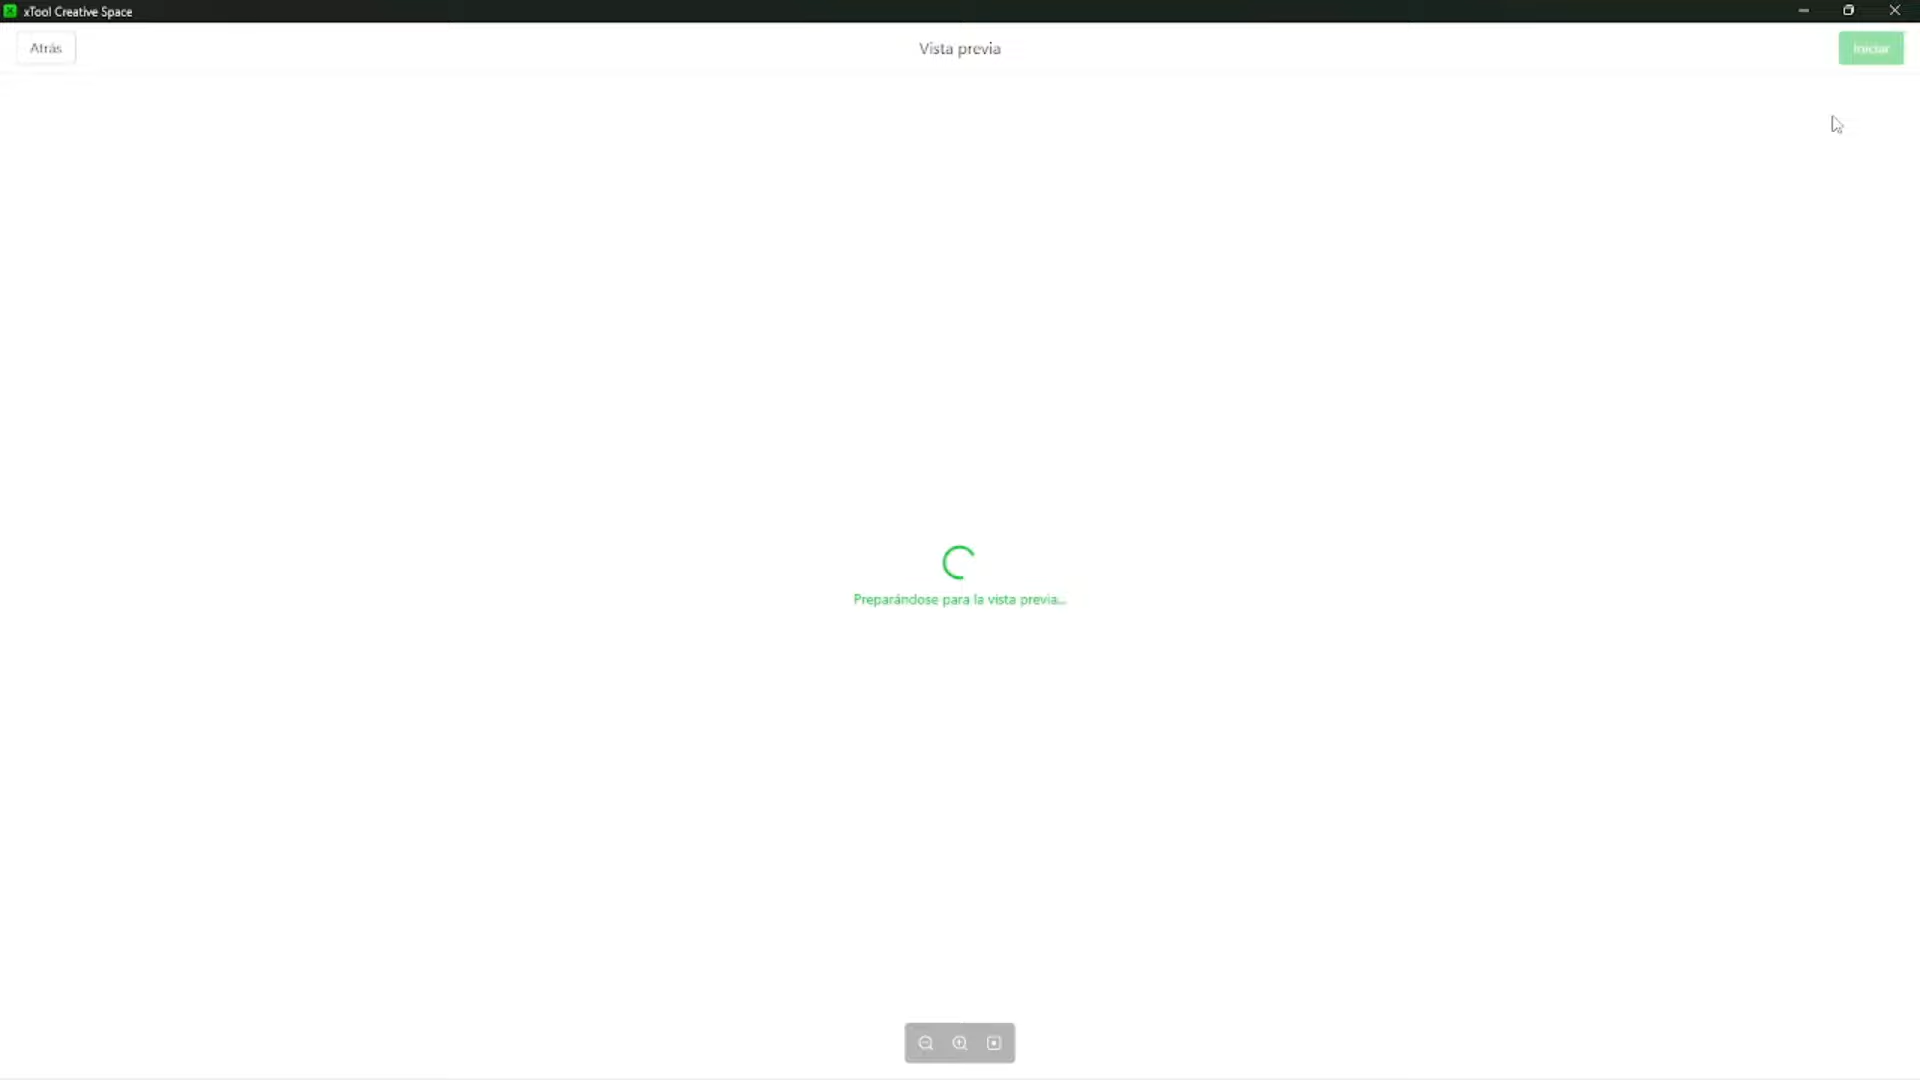 xTool Creative Space
Atrás
Vista previa
Iniciar
Preparándose para la vista previa...